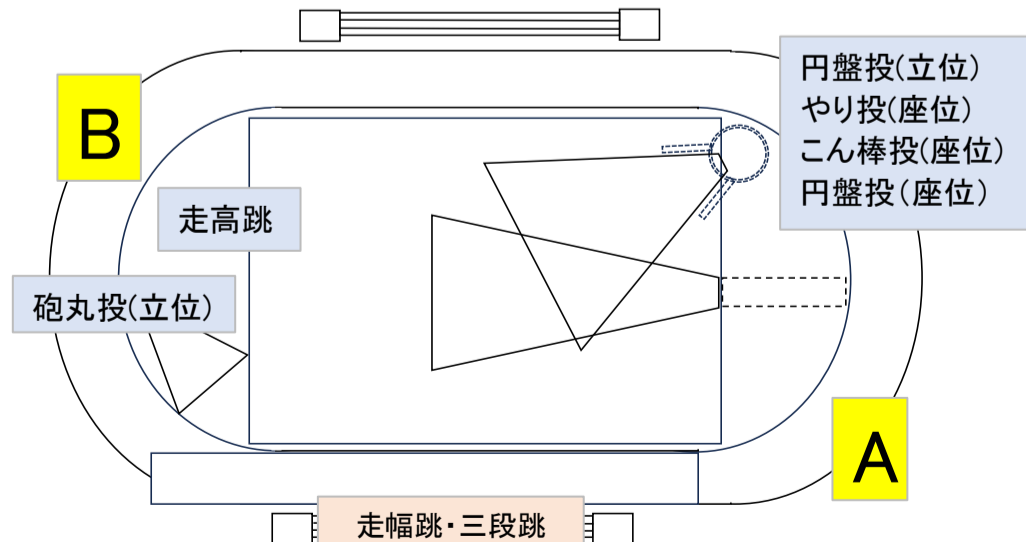 円盤投(立位)
やり投(座位)
こん棒投(座位)
円盤投(座位)
B
走高跳
砲丸投(立位)
A
走幅跳・三段跳